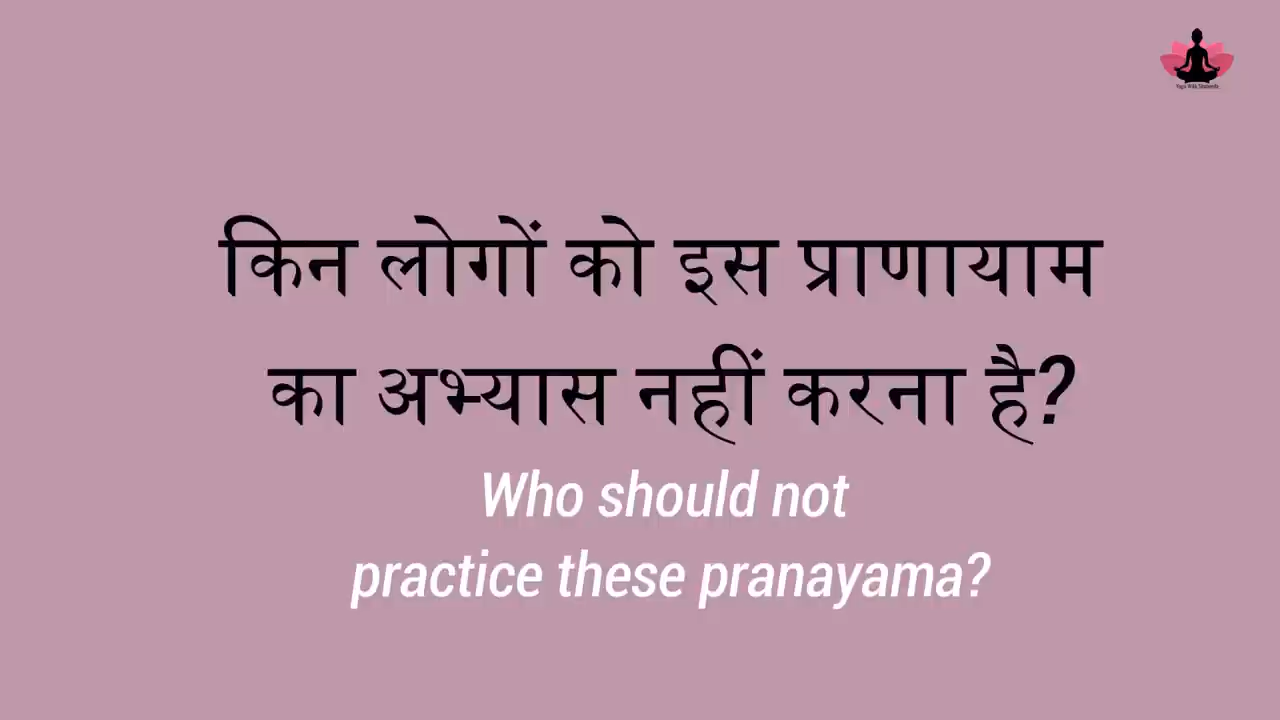 किन लोगों को इस प्राणायाम
का अभ्यास नहीं करना है?
Who should not
practice these pranayama?